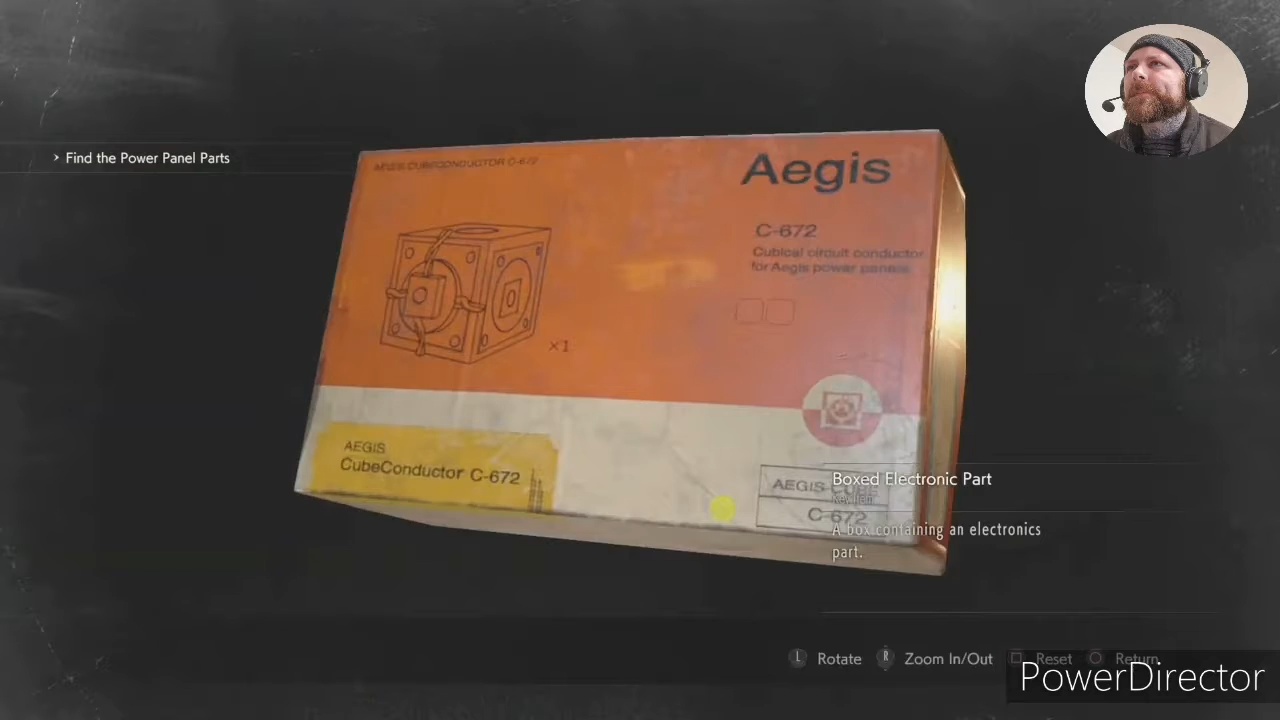 > Find the Power Panel Parts
AEGIS CUBECONDUCTOR C-672
Aegis
C-672
Cubical circuit conductor
for Aegis power panels
×1
AEGIS
CubeConductor C-672
AEGIS CUBE
C-672
Boxed Electronic Part
Key Item
A box containing an electronics
part.
L Rotate R Zoom In/Out Reset Return
PowerDirector